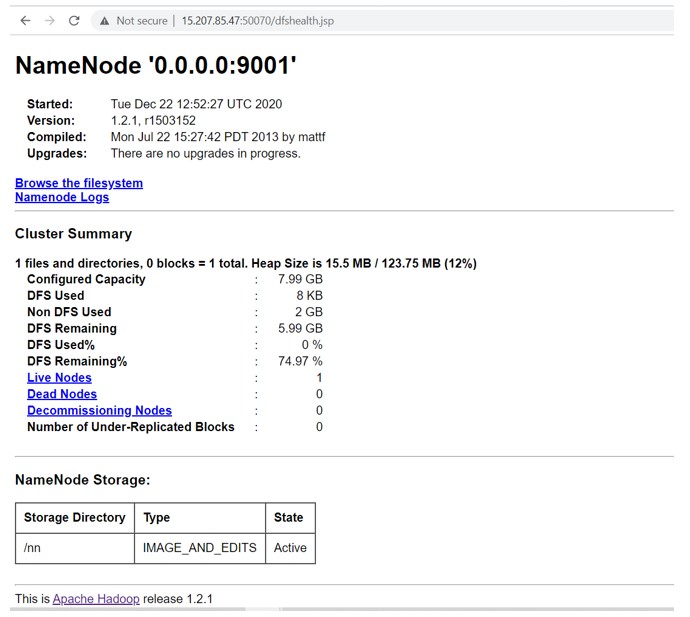 Not secure | 15.207.85.47:50070/dfshealth.jsp
NameNode '0.0.0.0:9001'
Started: Tue Dec 22 12:52:27 UTC 2020
Version: 1.2.1, r1503152
Compiled: Mon Jul 22 15:27:42 PDT 2013 by mattf
Upgrades: There are no upgrades in progress.
Browse the filesystem
Namenode Logs
Cluster Summary
1 files and directories, 0 blocks = 1 total. Heap Size is 15.5 MB / 123.75 MB (12%)
Configured Capacity : 7.99 GB
DFS Used : 8 KB
Non DFS Used : 2 GB
DFS Remaining : 5.99 GB
DFS Used% : 0 %
DFS Remaining% : 74.97 %
Live Nodes : 1
Dead Nodes : 0
Decommissioning Nodes : 0
Number of Under-Replicated Blocks : 0
NameNode Storage:
Storage Directory Type State
/nn IMAGE_AND_EDITS Active
This is Apache Hadoop release 1.2.1